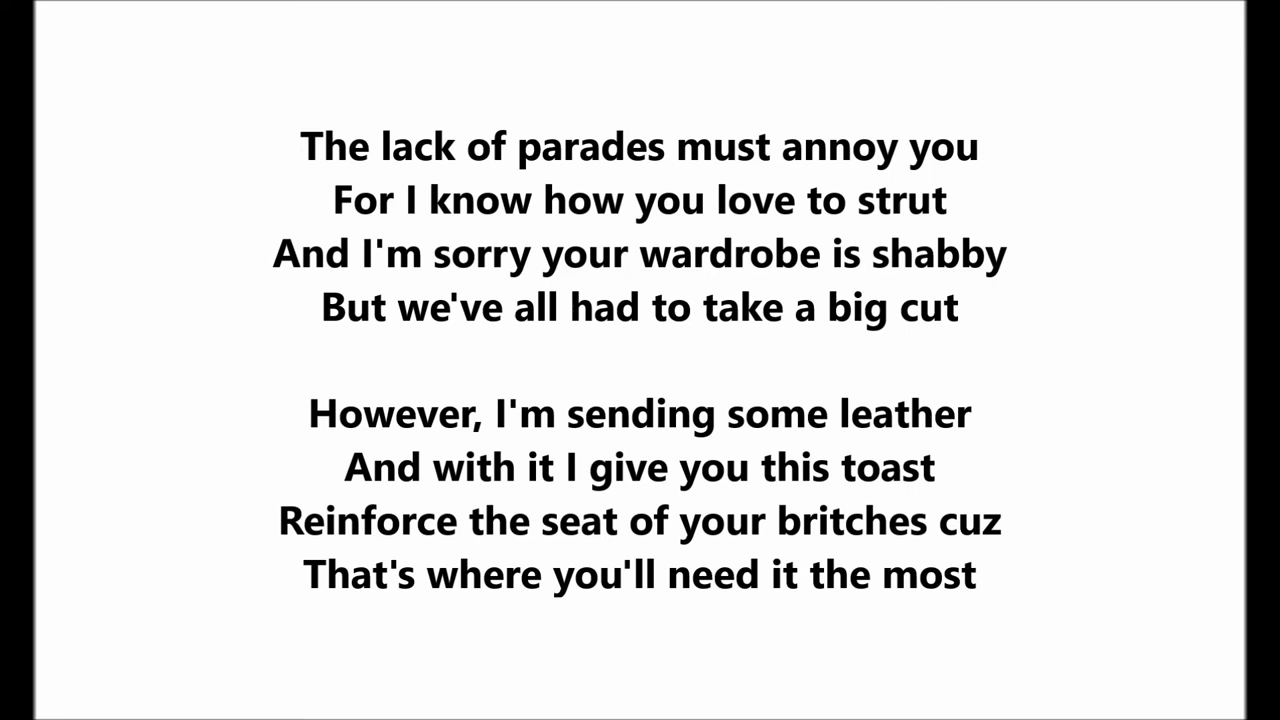 The lack of parades must annoy you
For I know how you love to strut
And I'm sorry your wardrobe is shabby
But we've all had to take a big cut
However, I'm sending some leather
And with it I give you this toast
Reinforce the seat of your britches cuz
That's where you'll need it the most